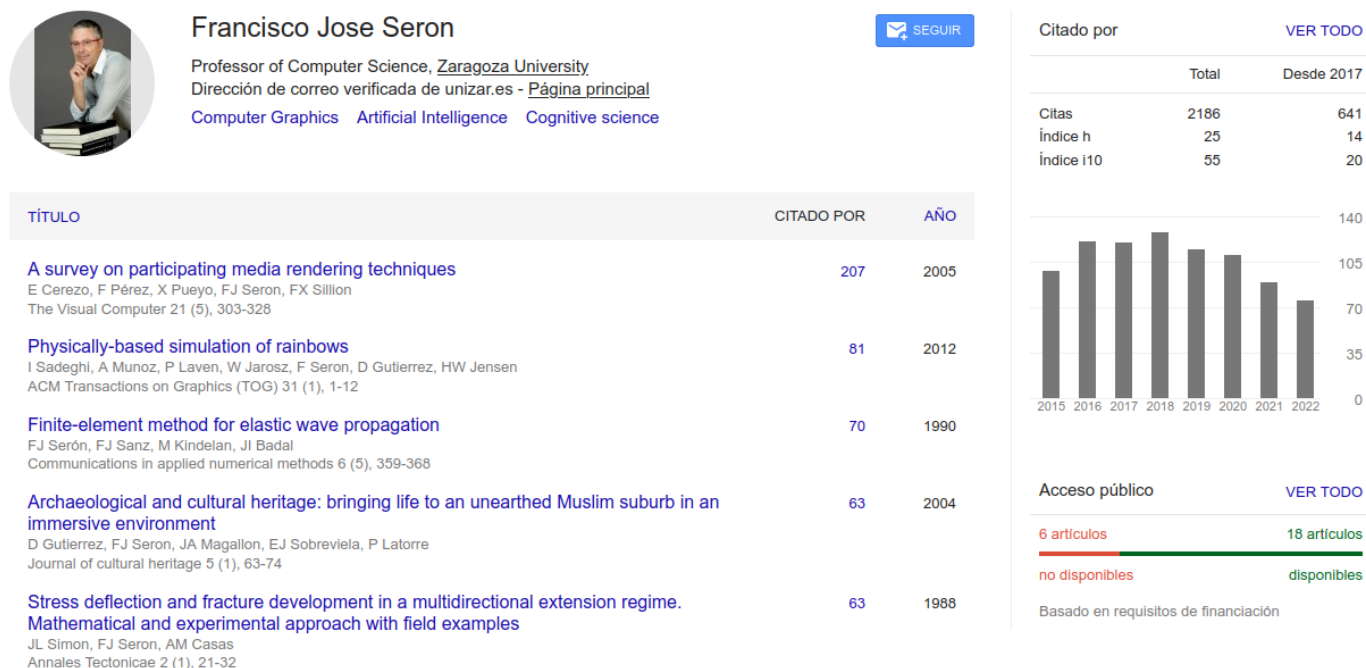 Francisco Jose Seron
SEGUIR
Professor of Computer Science, Zaragoza University
Dirección de correo verificada de unizar.es - Página principal
Computer Graphics Artificial Intelligence Cognitive science
TÍTULO CITADO POR AÑO
A survey on participating media rendering techniques 207 2005
E Cerezo, F Pérez, X Pueyo, FJ Seron, FX Sillion
The Visual Computer 21 (5), 303-328
Physically-based simulation of rainbows 81 2012
I Sadeghi, A Munoz, P Laven, W Jarosz, F Seron, D Gutierrez, HW Jensen
ACM Transactions on Graphics (TOG) 31 (1), 1-12
Finite-element method for elastic wave propagation 70 1990
FJ Serón, FJ Sanz, M Kindelan, JI Badal
Communications in applied numerical methods 6 (5), 359-368
Archaeological and cultural heritage: bringing life to an unearthed Muslim suburb in an 63 2004
immersive environment
D Gutierrez, FJ Seron, JA Magallon, EJ Sobreviela, P Latorre
Journal of cultural heritage 5 (1), 63-74
Stress deflection and fracture development in a multidirectional extension regime. 63 1988
Mathematical and experimental approach with field examples
JL Simon, FJ Seron, AM Casas
Annales Tectonicae 2 (1), 21-32
Citado por VER TODO
Total Desde 2017
Citas 2186 641
Índice h 25 14
Índice i10 55 20
140
105
70
35
0
2015 2016 2017 2018 2019 2020 2021 2022
Acceso público VER TODO
6 artículos 18 artículos
no disponibles disponibles
Basado en requisitos de financiación